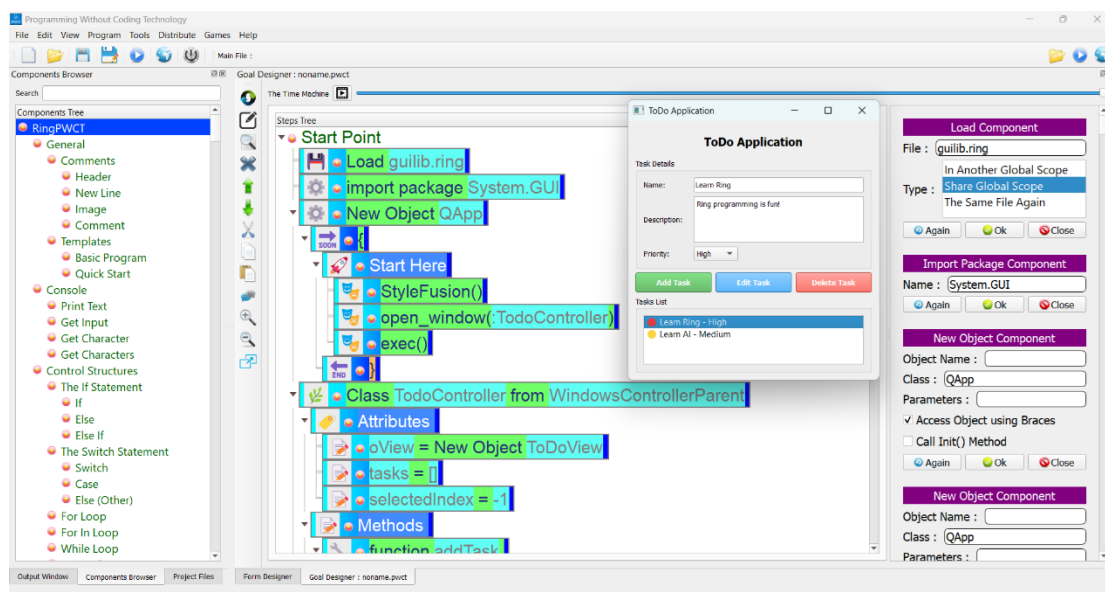 Programming Without Coding Technology
File Edit View Program Tools Distribute Games Help
Main File :
Components Browser
Search
Components Tree
RingPWCT
General
Comments
Header
New Line
Image
Comment
Templates
Basic Program
Quick Start
Console
Print Text
Get Input
Get Character
Get Characters
Control Structures
The If Statement
If
Else
Else If
The Switch Statement
Switch
Case
Else (Other)
For Loop
For In Loop
While Loop
Output Window Components Browser Project Files
Goal Designer : noname.pwct
The Time Machine
Steps Tree
Start Point
Load guilib.ring
import package System.GUI
New Object QApp
SOON {
Start Here
StyleFusion()
open_window(:TodoController)
exec()
END }
Class TodoController from WindowsControllerParent
Attributes
oView = New Object ToDoView
tasks = []
selectedIndex = -1
Methods
function addTask
Form Designer Goal Designer : noname.pwct
ToDo Application
ToDo Application
Task Details
Name: Learn Ring
Description: Ring programming is fun!
Priority: High
Add Task Edit Task Delete Task
Tasks List
Learn Ring - High
Learn AI - Medium
Load Component
File : guilib.ring
In Another Global Scope
Type : Share Global Scope
The Same File Again
Again Ok Close
Import Package Component
Name : System.GUI
Again Ok Close
New Object Component
Object Name :
Class : QApp
Parameters :
Access Object using Braces
Call Init() Method
Again Ok Close
New Object Component
Object Name :
Class : QApp
Parameters :